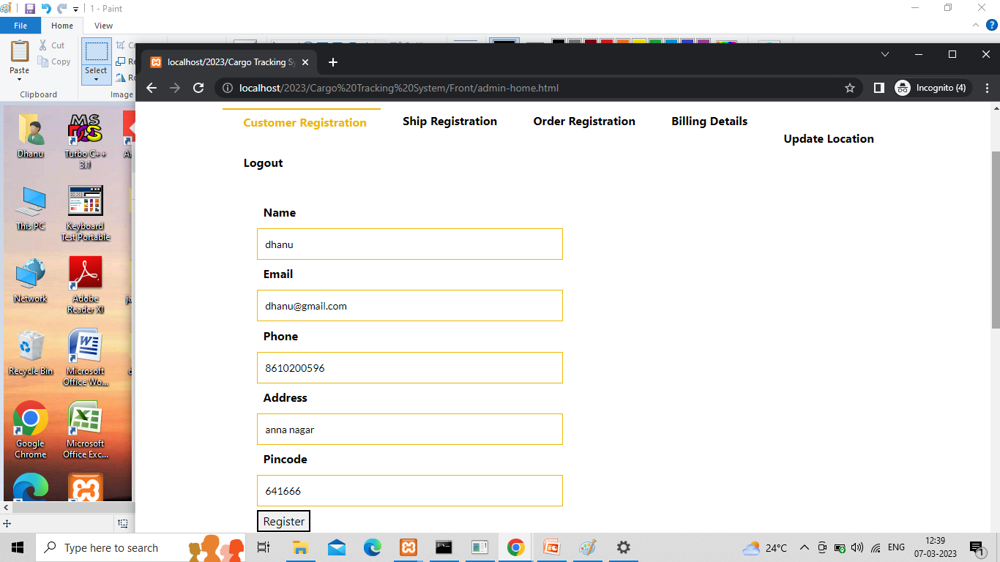 1 - Paint
File Home View
Paste
Cut
Copy
Select
Clipboard
Image
localhost/2023/Cargo Tracking Sy
localhost/2023/Cargo%20Tracking%20System/Front/admin-home.html
Incognito (4)
Customer Registration
Ship Registration
Order Registration
Billing Details
Update Location
Logout
Name
dhanu
Email
dhanu@gmail.com
Phone
8610200596
Address
anna nagar
Pincode
641666
Register
MS
DOS
Dhanu
Turbo C++
3.1
This PC
Keyboard
Test Portable
Network
Adobe
Reader XI
Recycle Bin
Microsoft
Office Wo...
Google
Chrome
Microsoft
Office Exc...
Type here to search
24°C
ENG
12:39
07-03-2023
1